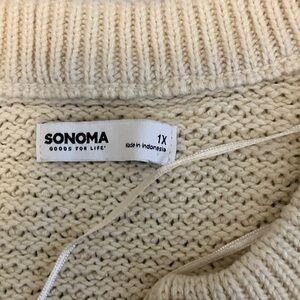 SONOMA
GOODS FOR LIFE®
1X
Made in Indonesia